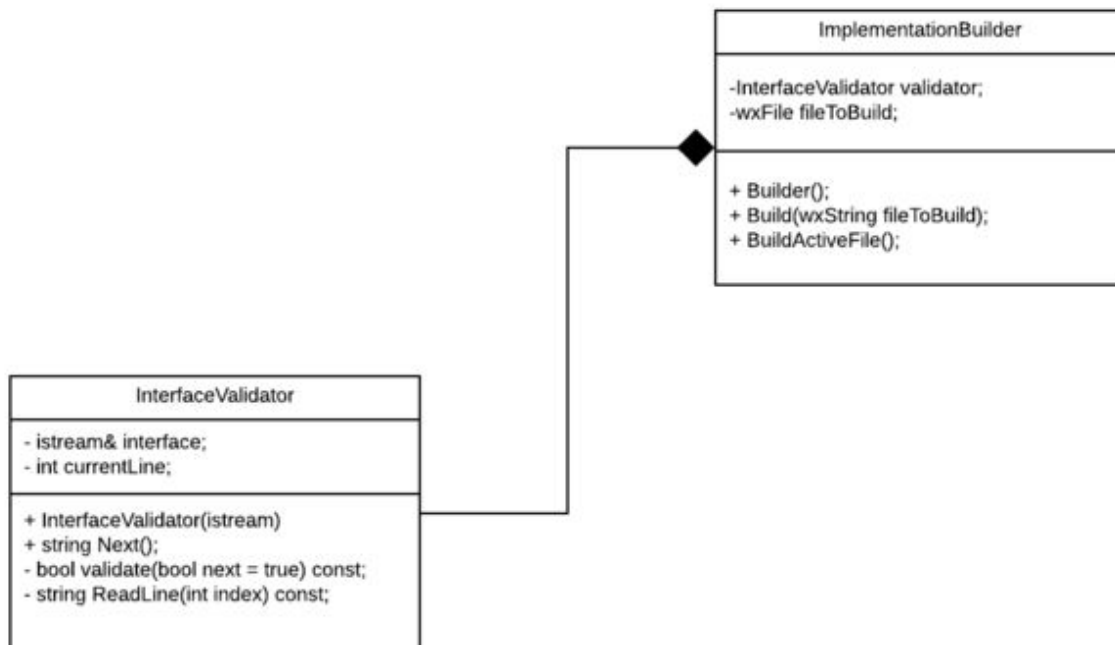 ImplementationBuilder
-InterfaceValidator validator;
-wxFile fileToBuild;
+ Builder();
+ Build(wxString fileToBuild);
+ BuildActiveFile();
InterfaceValidator
- istream& interface;
- int currentLine;
+ InterfaceValidator(istream)
+ string Next();
- bool validate(bool next = true) const;
- string ReadLine(int index) const;